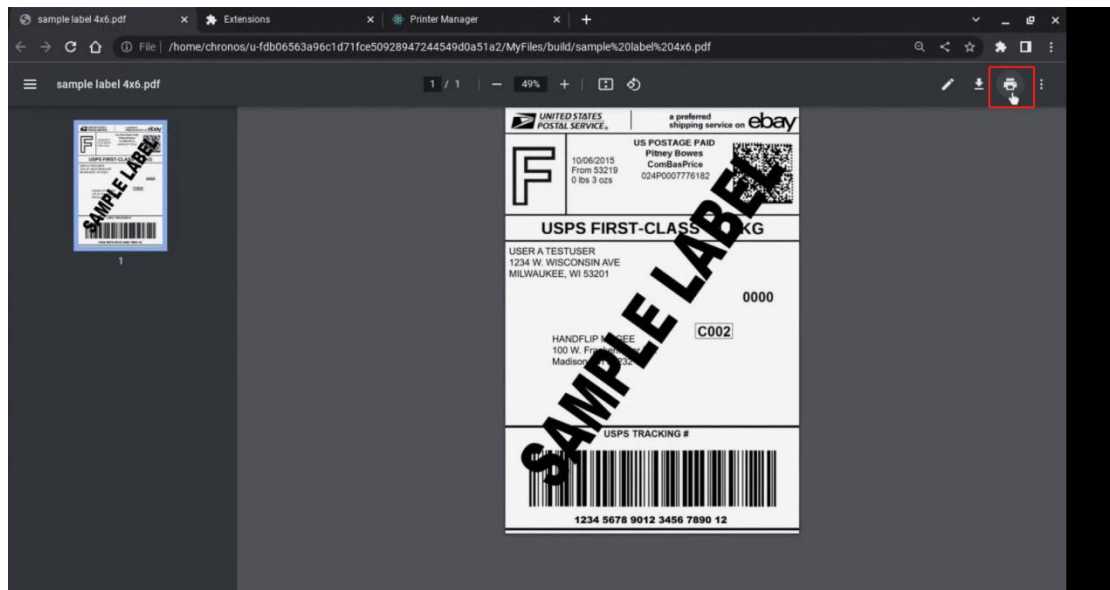 sample label 4x6.pdf
Extensions
Printer Manager
File
/home/chronos/u-fdb06563a96c1d71fce50928947244549d0a51a2/MyFiles/build/sample%20label%204x6.pdf
sample label 4x6.pdf
1 / 1
49%
1
UNITED STATES
POSTAL SERVICE®
a preferred
shipping service on ebay
F
10/06/2015
From 53219
0 lbs 3 ozs
US POSTAGE PAID
Pitney Bowes
ComBasPrice
024P0007776182
USPS FIRST-CLASS KG
USER A TESTUSER
1234 W. WISCONSIN AVE
MILWAUKEE, WI 53201
0000
C002
HANDFLIP
100 W.
Madison
SAMPLE LABEL
USPS TRACKING #
1234 5678 9012 3456 7890 12